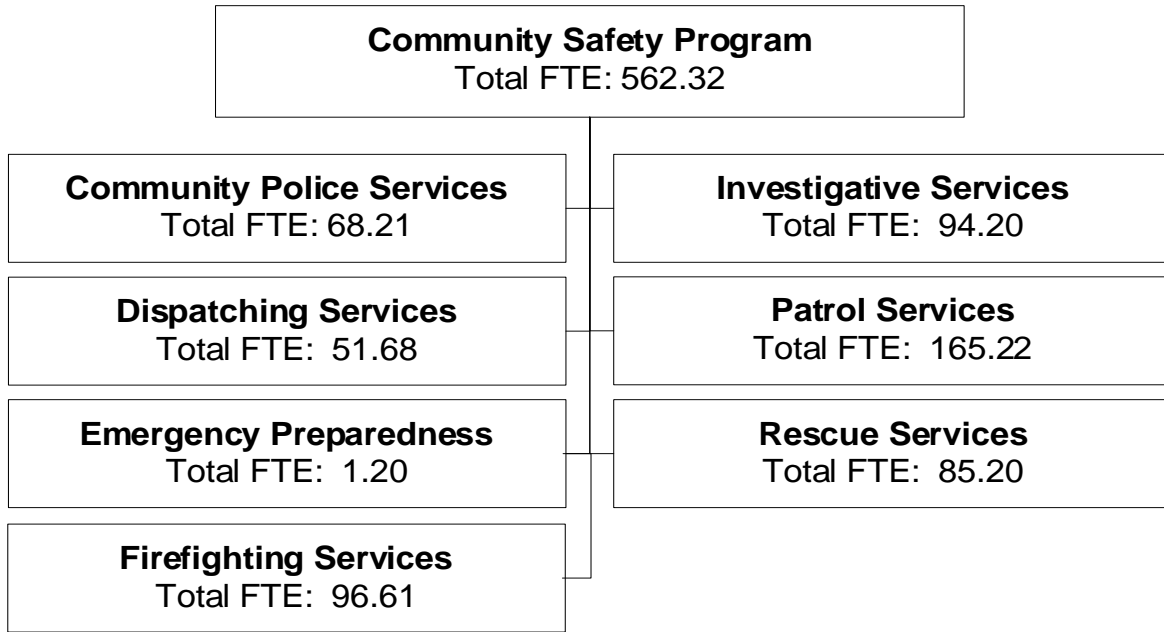 Community Safety Program
Total FTE: 562.32
Community Police Services
Total FTE: 68.21
Investigative Services
Total FTE: 94.20
Dispatching Services
Total FTE: 51.68
Patrol Services
Total FTE: 165.22
Emergency Preparedness
Total FTE: 1.20
Rescue Services
Total FTE: 85.20
Firefighting Services
Total FTE: 96.61